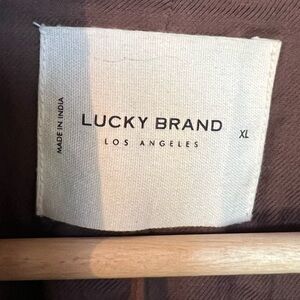 MADE IN INDIA
LUCKY BRAND
LOS ANGELES
XL